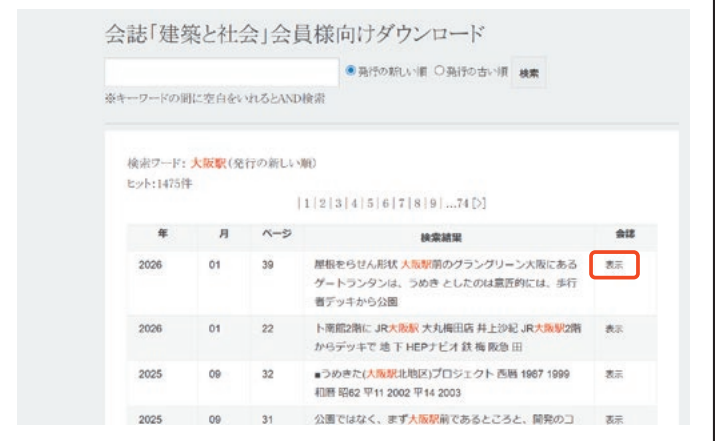 会誌「建築と社会」会員様向けダウンロード
◉発行の新しい順 ○発行の古い順 検索
※キーワードの間に空白をいれるとAND検索
検索ワード: 大阪駅(発行の新しい順)
ヒット:1475件
|1|2|3|4|5|6|7|8|9|...74[>]
年 月 ページ 検索結果 会誌
2026 01 39 屋根をらせん形状 大阪駅前のグラングリーン大阪にある 表示
ゲートランタンは、うめき としたのは意匠的には、歩行
者デッキから公園
2026 01 22 ト南館2階に JR大阪駅 大丸梅田店 井上沙紀 JR大阪駅2階 表示
からデッキで 地 下 HEPナビオ 鉄 梅 阪急 田
2025 09 32 ■うめきた(大阪駅北地区)プロジェクト 西暦 1987 1999 表示
和暦 昭62 平11 2002 平14 2003
2025 09 31 公園ではなく、まず大阪駅前であるところと、開発のコ 表示